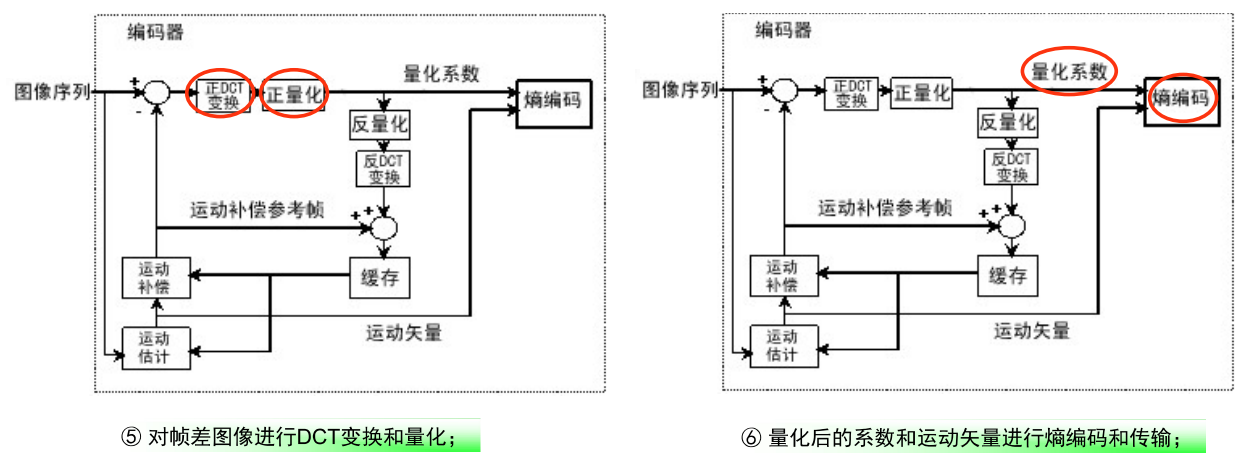 编码器
图像序列
+
-
正DCT
变换
正量化
量化系数
熵编码
反量化
反DCT
变换
运动补偿参考帧
+
+
运动
补偿
缓存
运动矢量
运动
估计
⑤ 对帧差图像进行DCT变换和量化；
编码器
图像序列
+
-
正DCT
变换
正量化
量化系数
熵编码
反量化
反DCT
变换
运动补偿参考帧
+
+
运动
补偿
缓存
运动矢量
运动
估计
⑥ 量化后的系数和运动矢量进行熵编码和传输；